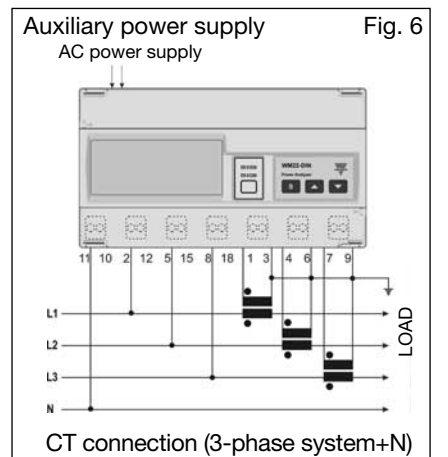 Auxiliary power supply Fig. 6
AC power supply
WM22-DIN
Power Analyzer
S
11 10 2 12 5 15 8 18 1 3 4 6 7 9
L1
L2
L3
N
LOAD
CT connection (3-phase system+N)